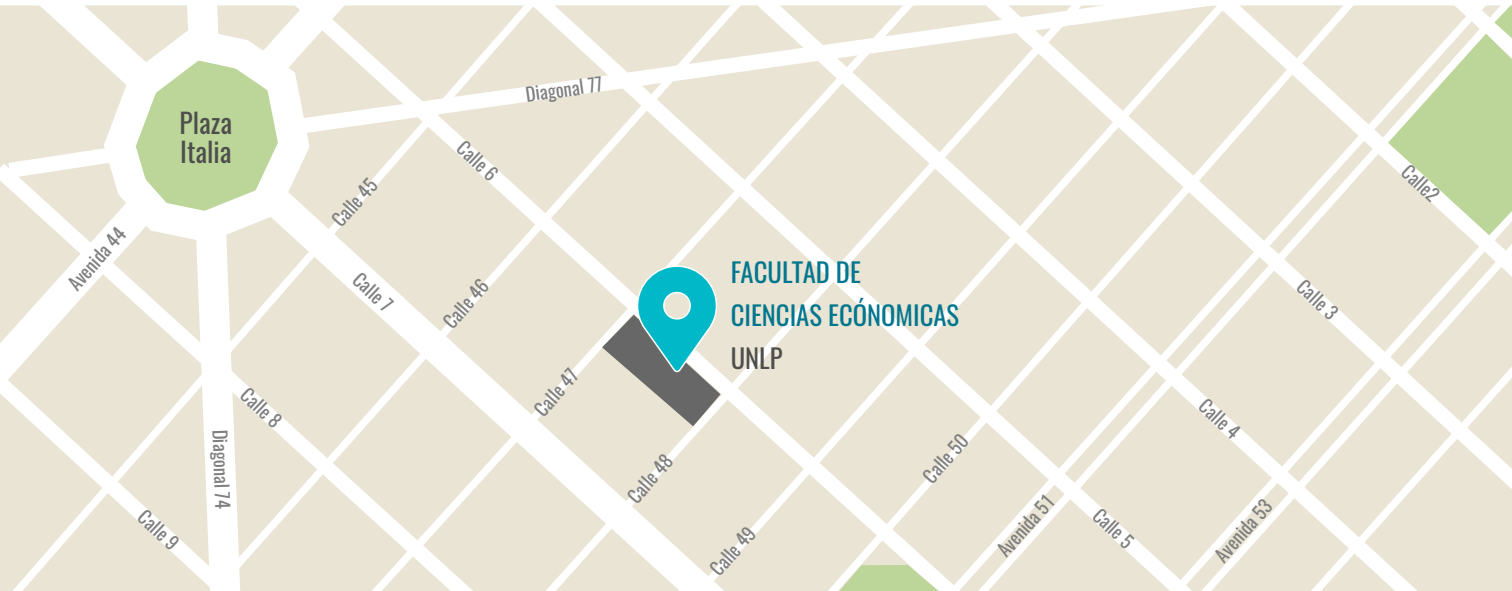 Plaza
Italia
Diagonal 77
Calle 6
Calle 45
Calle2
Avenida 44
Calle 7
Calle 46
FACULTAD DE
CIENCIAS ECÓNOMICAS
UNLP
Calle 3
Calle 47
Calle 8
Calle 4
Diagonal 74
Calle 48
Calle 50
Calle 9
Calle 49
Avenida 51
Calle 5
Avenida 53